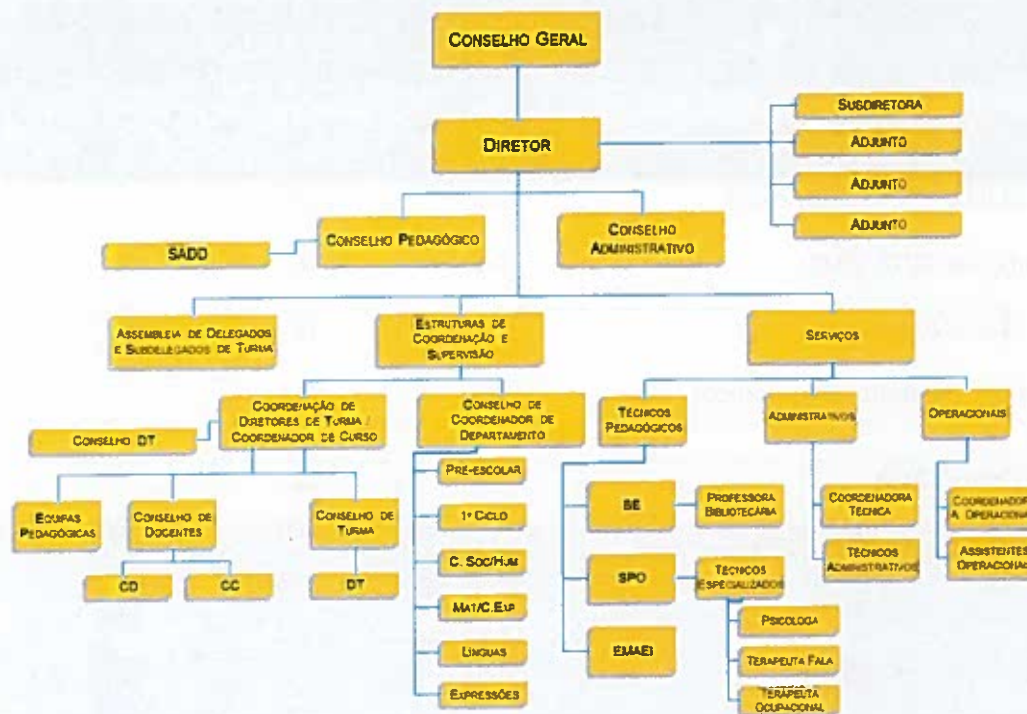 CONSELHO GERAL
DIRETOR
SUBDIRETORA
ADJUNTO
ADJUNTO
ADJUNTO
SADD
CONSELHO PEDAGÓGICO
CONSELHO
ADMINISTRATIVO
ASSEMBLEIA DE DELEGADOS
E SUBDELEGADOS DE TURMA
ESTRUTURAS DE
COORDENAÇÃO E
SUPERVISÃO
SERVIÇOS
CONSELHO DT
COORDENAÇÃO DE
DIRETORES DE TURMA /
COORDENADOR DE CURSO
CONSELHO DE
COORDENADOR DE
DEPARTAMENTO
TÉCNICOS
PEDAGÓGICOS
ADMINISTRATIVOS
OPERACIONAIS
EQUIPAS
PEDAGÓGICAS
CONSELHO DE
DOCENTES
CONSELHO DE
TURMA
CD
CC
DT
PRÉ-ESCOLAR
1º CICLO
C. SOC/HUM
MAT/C.EXP
LÍNGUAS
EXPRESSÕES
BE
PROFESSORA
BIBLIOTECÁRIA
SPO
TÉCNICOS
ESPECIALIZADOS
EMAEI
PSICOLOGA
TERAPEUTA FALA
TERAPEUTA
OCUPACIONAL
COORDENADORA
TÉCNICA
TÉCNICOS
ADMINISTRATIVOS
COORDENADOR
A. OPERACIONA
ASSISTENTES
OPERACIONA